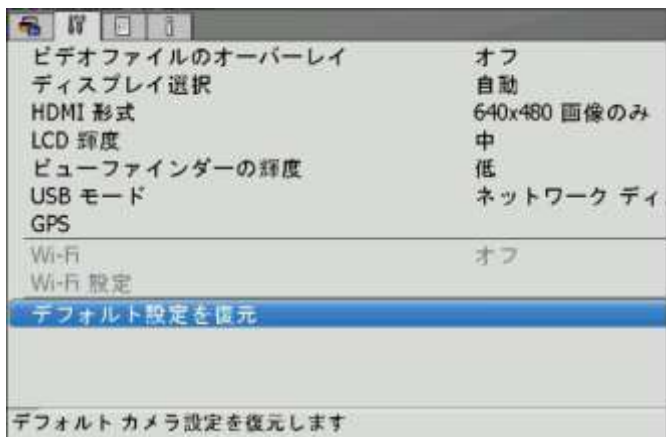 ビデオファイルのオーバーレイ オフ
ディスプレイ選択 自動
HDMI 形式 640x480 画像のみ
LCD 輝度 中
ビューファインダーの輝度 低
USB モード ネットワーク ディ
GPS
Wi-Fi オフ
Wi-Fi 設定
デフォルト設定を復元
デフォルト カメラ設定を復元します